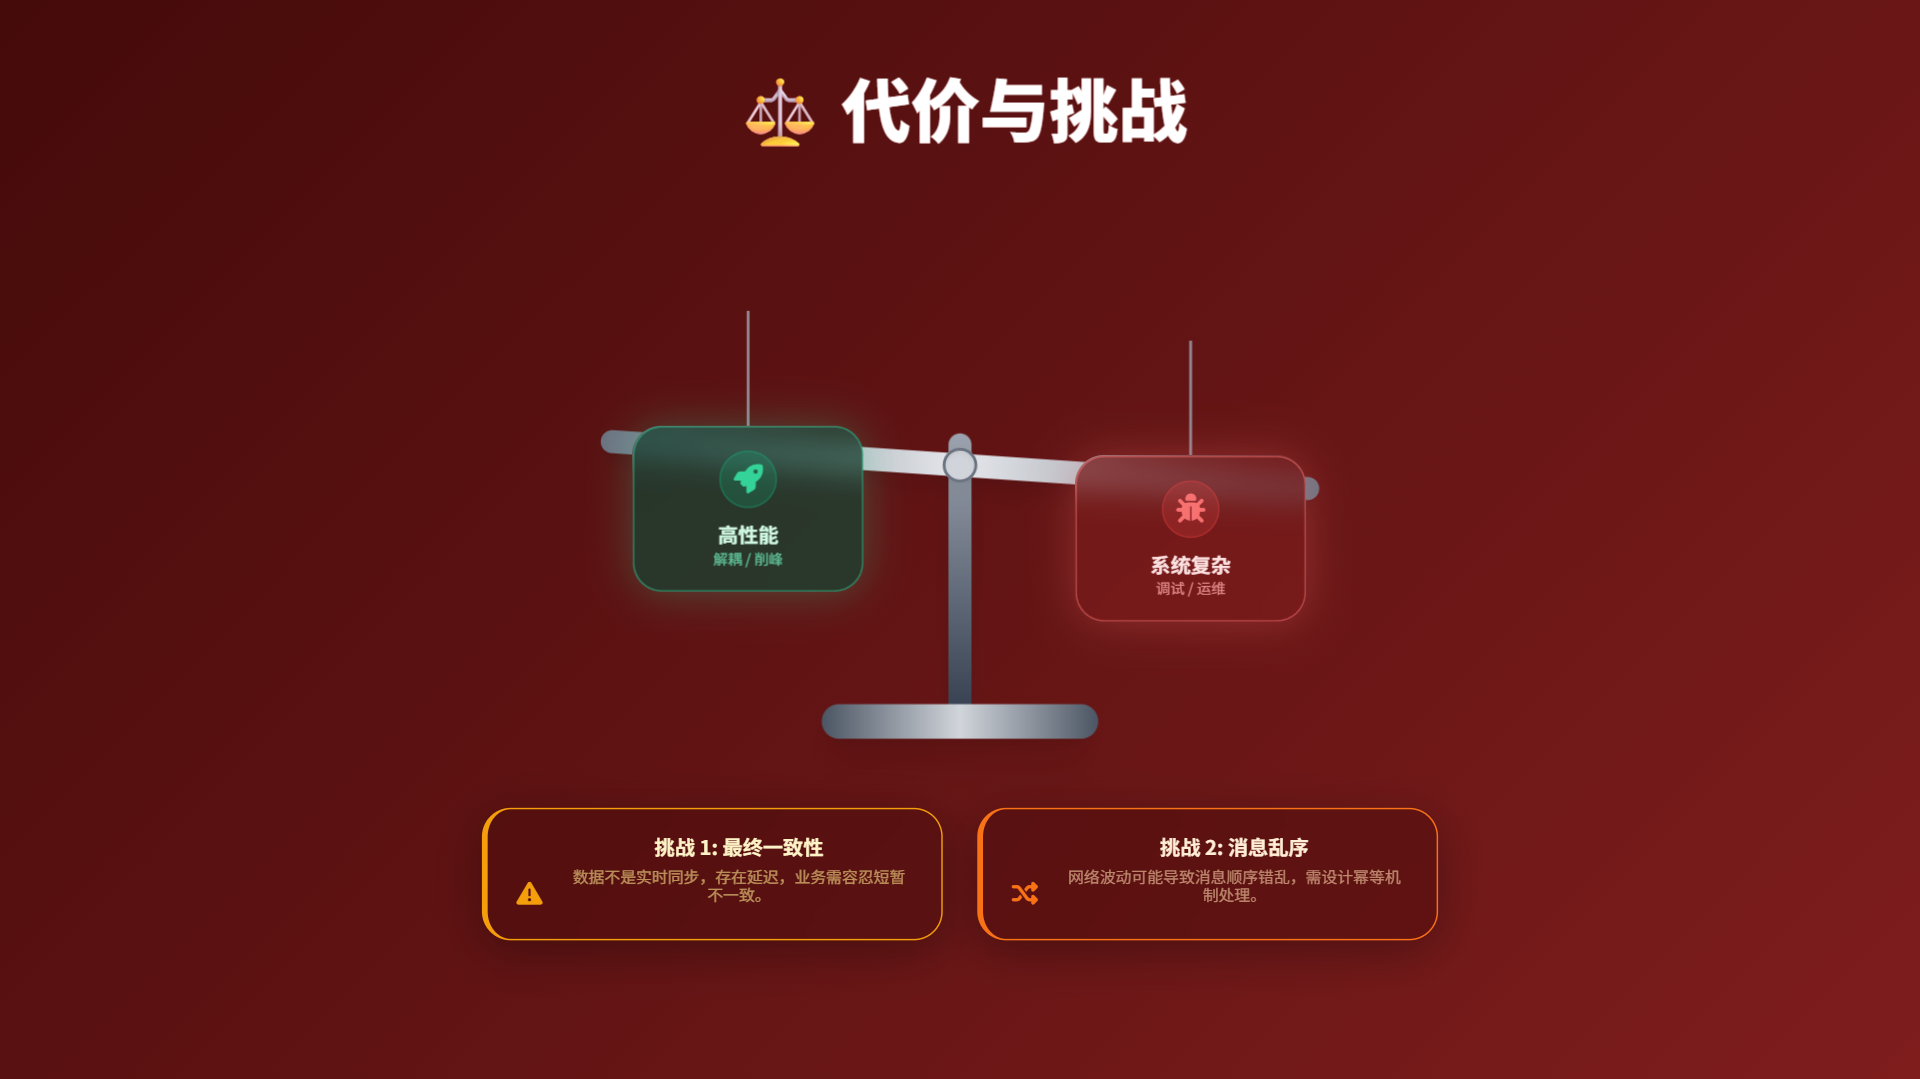 代价与挑战
高性能
解耦 / 削峰
系统复杂
调试 / 运维
挑战 1: 最终一致性
数据不是实时同步，存在延迟，业务需容忍短暂
不一致。
挑战 2: 消息乱序
网络波动可能导致消息顺序错乱，需设计幂等机
制处理。